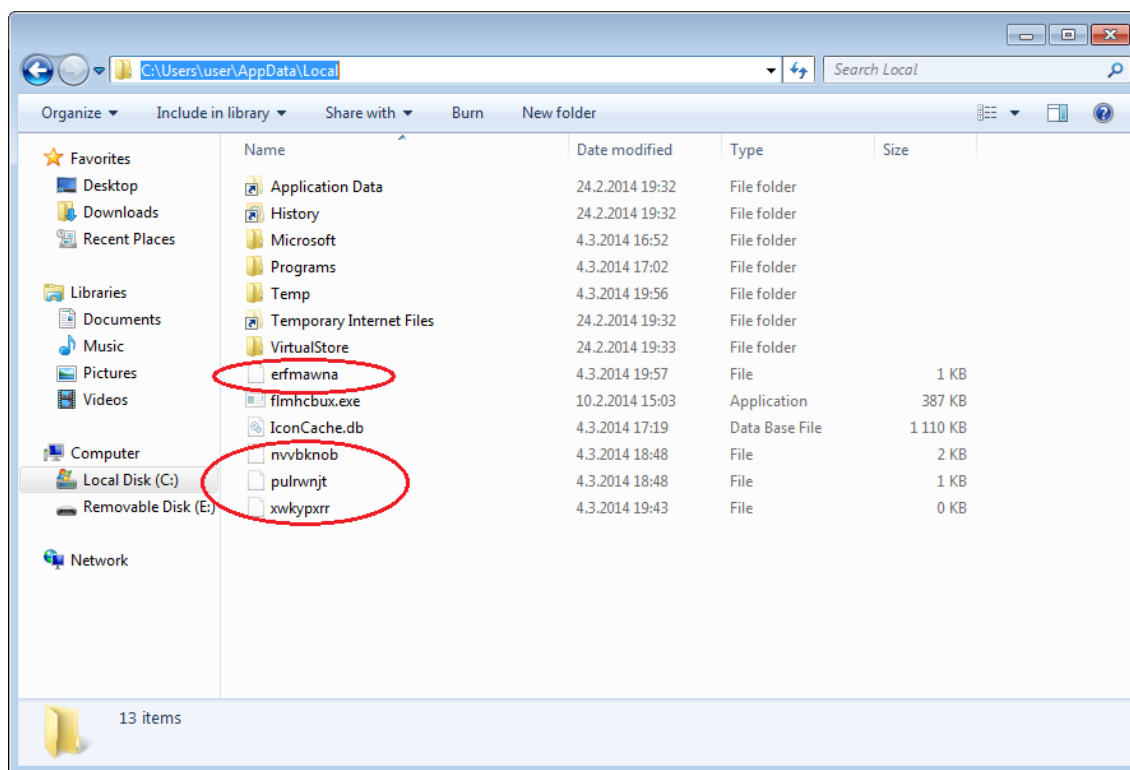 C:\Users\user\AppData\Local
Search Local
Organize Include in library Share with Burn New folder
Name Date modified Type Size
Favorites
Desktop
Downloads
Recent Places
Libraries
Documents
Music
Pictures
Videos
Computer
Local Disk (C:)
Removable Disk (E:)
Network
Application Data 24.2.2014 19:32 File folder
History 24.2.2014 19:32 File folder
Microsoft 4.3.2014 16:52 File folder
Programs 4.3.2014 17:02 File folder
Temp 4.3.2014 19:56 File folder
Temporary Internet Files 24.2.2014 19:32 File folder
VirtualStore 24.2.2014 19:33 File folder
erfmawna 4.3.2014 19:57 File 1 KB
flmhcbux.exe 10.2.2014 15:03 Application 387 KB
IconCache.db 4.3.2014 17:19 Data Base File 1 110 KB
nvvbknob 4.3.2014 18:48 File 2 KB
pulrwnjt 4.3.2014 18:48 File 1 KB
xwkypxrr 4.3.2014 19:43 File 0 KB
13 items